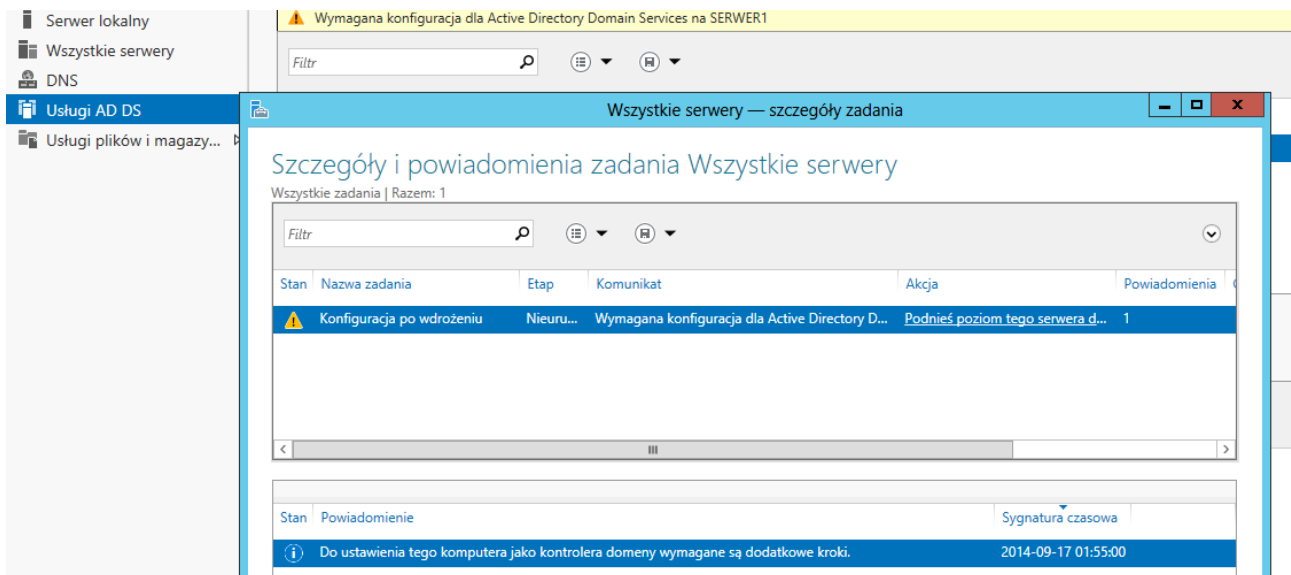 Serwer lokalny
Wszystkie serwery
DNS
Usługi AD DS
Usługi plików i magazy...
Wymagana konfiguracja dla Active Directory Domain Services na SERWER1
Filtr
Wszystkie serwery — szczegóły zadania
Szczegóły i powiadomienia zadania Wszystkie serwery
Wszystkie zadania | Razem: 1
Filtr
Stan Nazwa zadania Etap Komunikat Akcja Powiadomienia
Konfiguracja po wdrożeniu Nieuru... Wymagana konfiguracja dla Active Directory D... Podnieś poziom tego serwera d... 1
Stan Powiadomienie Sygnatura czasowa
Do ustawienia tego komputera jako kontrolera domeny wymagane są dodatkowe kroki. 2014-09-17 01:55:00